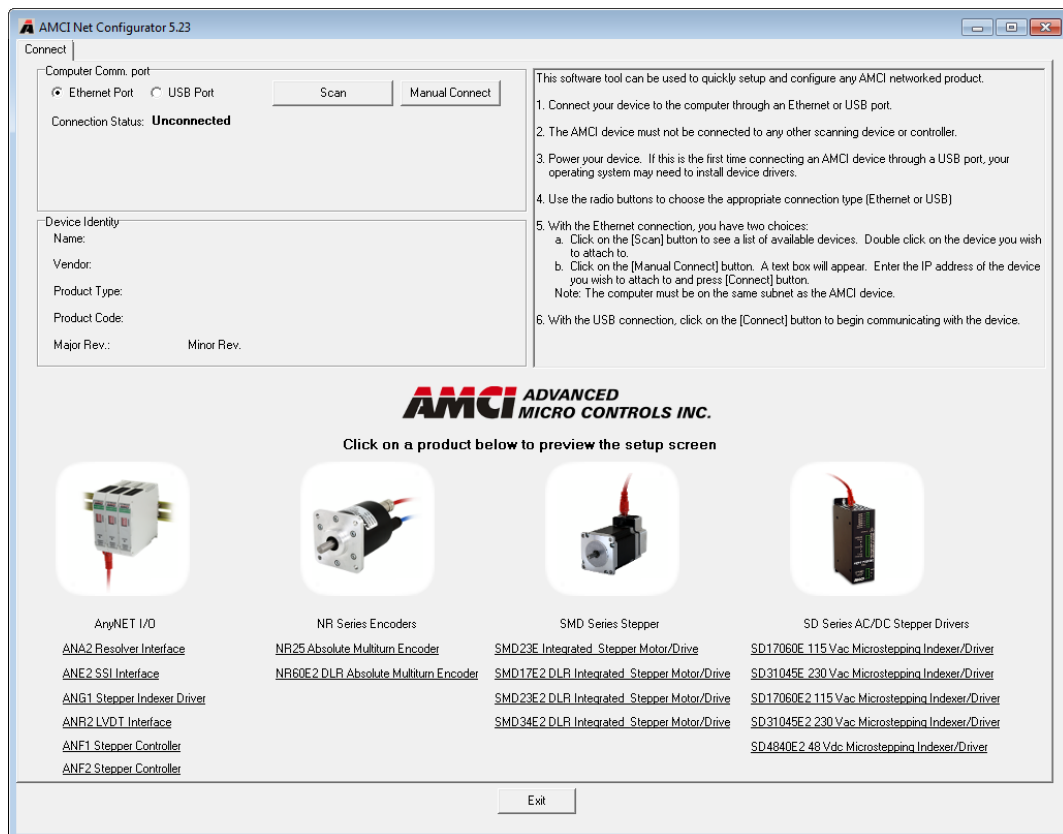 AMCI Net Configurator 5.23
Connect
Computer Comm. port
Ethernet Port
USB Port
Scan
Manual Connect
Connection Status: Unconnected
Device Identity
Name:
Vendor:
Product Type:
Product Code:
Major Rev.:
Minor Rev.
This software tool can be used to quickly setup and configure any AMCI networked product.
1. Connect your device to the computer through an Ethernet or USB port.
2. The AMCI device must not be connected to any other scanning device or controller.
3. Power your device. If this is the first time connecting an AMCI device through a USB port, your
operating system may need to install device drivers.
4. Use the radio buttons to choose the appropriate connection type (Ethernet or USB)
5. With the Ethernet connection, you have two choices:
a. Click on the [Scan] button to see a list of available devices. Double click on the device you wish
to attach to.
b. Click on the [Manual Connect] button. A text box will appear. Enter the IP address of the device
you wish to attach to and press [Connect] button.
Note: The computer must be on the same subnet as the AMCI device.
6. With the USB connection, click on the [Connect] button to begin communicating with the device.
AMCI ADVANCED
MICRO CONTROLS INC.
Click on a product below to preview the setup screen
AnyNET I/O
ANA2 Resolver Interface
ANE2 SSI Interface
ANG1 Stepper Indexer Driver
ANR2 LVDT Interface
ANF1 Stepper Controller
ANF2 Stepper Controller
NR Series Encoders
NR25 Absolute Multiturn Encoder
NR60E2 DLR Absolute Multiturn Encoder
SMD Series Stepper
SMD23E Integrated Stepper Motor/Drive
SMD17E2 DLR Integrated Stepper Motor/Drive
SMD23E2 DLR Integrated Stepper Motor/Drive
SMD34E2 DLR Integrated Stepper Motor/Drive
SD Series AC/DC Stepper Drivers
SD17060E 115 Vac Microstepping Indexer/Driver
SD31045E 230 Vac Microstepping Indexer/Driver
SD17060E2 115 Vac Microstepping Indexer/Driver
SD31045E2 230 Vac Microstepping Indexer/Driver
SD4840E2 48 Vdc Microstepping Indexer/Driver
Exit